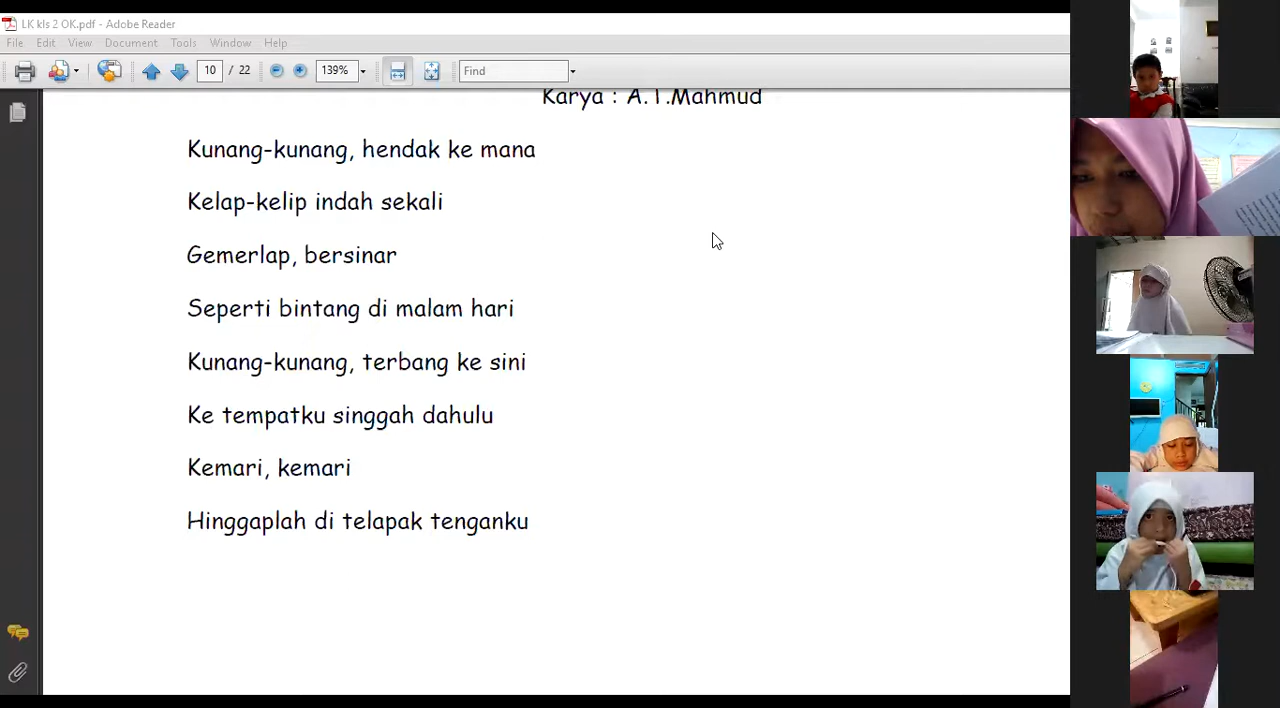 LK kls 2 OK.pdf - Adobe Reader
File Edit View Document Tools Window Help
10 / 22 139% Find
Karya : A.T.Mahmud
Kunang-kunang, hendak ke mana
Kelap-kelip indah sekali
Gemerlap, bersinar
Seperti bintang di malam hari
Kunang-kunang, terbang ke sini
Ke tempatku singgah dahulu
Kemari, kemari
Hinggaplah di telapak tenganku